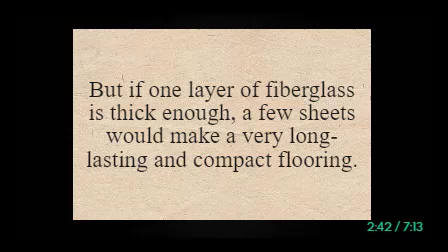 But if one layer of fiberglass
is thick enough, a few sheets
would make a very long-
lasting and compact flooring.
2:42 / 7:13